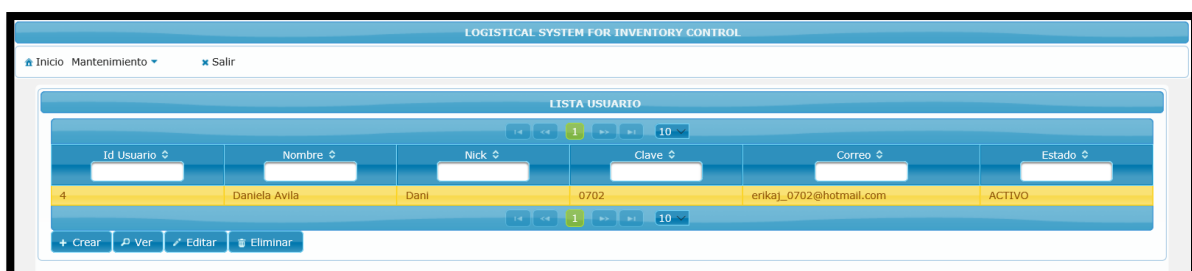 LOGISTICAL SYSTEM FOR INVENTORY CONTROL
Inicio Mantenimiento Salir
LISTA USUARIO
1 10
Id Usuario Nombre Nick Clave Correo Estado
4 Daniela Avila Dani 0702 erikaj_0702@hotmail.com ACTIVO
1 10
+ Crear Ver Editar Eliminar